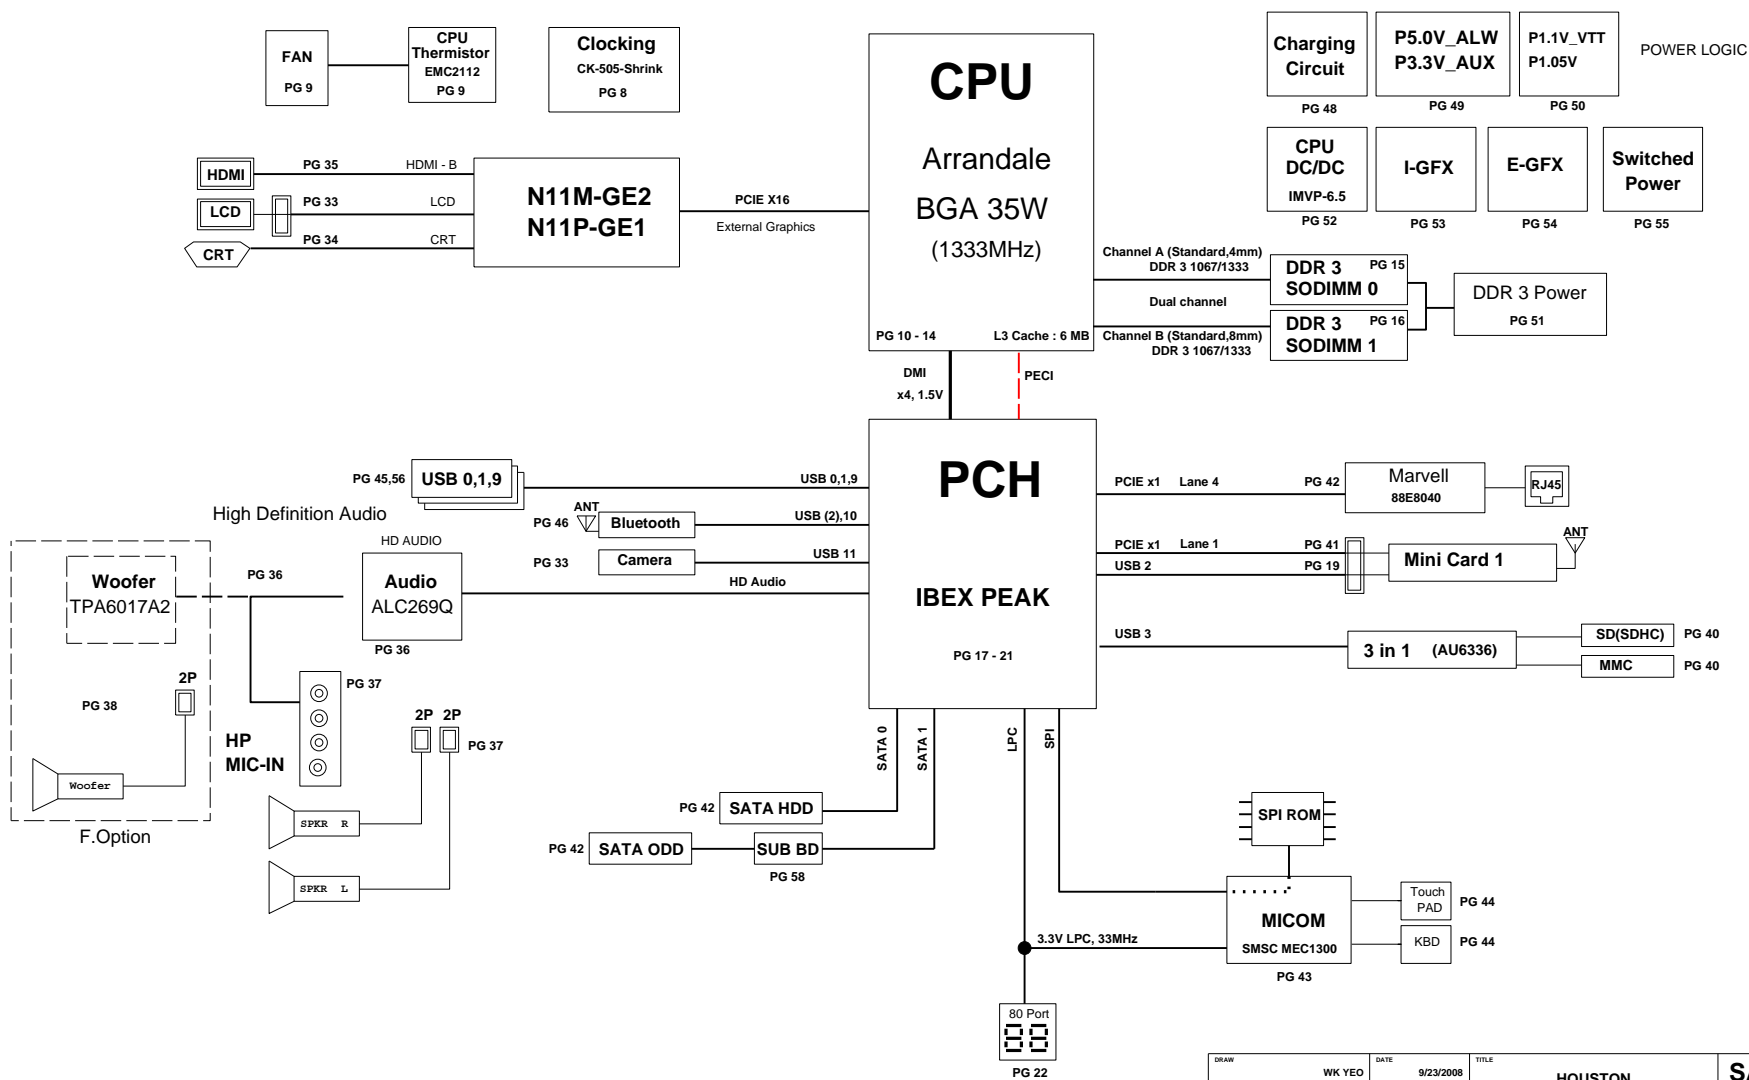 FAN
PG 9
CPU
Thermistor
EMC2112
PG 9
Clocking
CK-505-Shrink
PG 8
CPU
Arrandale
BGA 35W
(1333MHz)
PG 10 - 14
L3 Cache : 6 MB
Charging
Circuit
PG 48
P5.0V_ALW
P3.3V_AUX
PG 49
P1.1V_VTT
P1.05V
PG 50
POWER LOGIC
CPU
DC/DC
IMVP-6.5
PG 52
I-GFX
PG 53
E-GFX
PG 54
Switched
Power
PG 55
HDMI
PG 35
HDMI - B
LCD
PG 33
LCD
CRT
PG 34
CRT
N11M-GE2
N11P-GE1
PCIE X16
External Graphics
Channel A (Standard,4mm)
DDR 3 1067/1333
Dual channel
Channel B (Standard,8mm)
DDR 3 1067/1333
DDR 3
PG 15
SODIMM 0
DDR 3
PG 16
SODIMM 1
DDR 3 Power
PG 51
DMI
x4, 1.5V
PECI
PCH
IBEX PEAK
PG 17 - 21
PG 45,56
USB 0,1,9
USB 0,1,9
ANT
PG 46
Bluetooth
USB (2),10
PG 33
Camera
USB 11
HD Audio
High Definition Audio
HD AUDIO
Audio
ALC269Q
PG 36
PG 36
Woofer
TPA6017A2
2P
PG 38
Woofer
F.Option
PG 37
HP
MIC-IN
2P
2P
PG 37
SPKR R
SPKR L
PCIE x1
Lane 4
PG 42
Marvell
88E8040
RJ45
PCIE x1
Lane 1
PG 41
USB 2
PG 19
Mini Card 1
ANT
USB 3
3 in 1
(AU6336)
SD(SDHC)
PG 40
MMC
PG 40
SATA 0
SATA 1
LPC
SPI
PG 42
SATA HDD
PG 42
SATA ODD
SUB BD
PG 58
SPI ROM
MICOM
SMSC MEC1300
PG 43
Touch
PAD
PG 44
KBD
PG 44
3.3V LPC, 33MHz
80 Port
88
PG 22
DRAW
WK YEO
DATE
9/23/2008
TITLE
HOUSTON